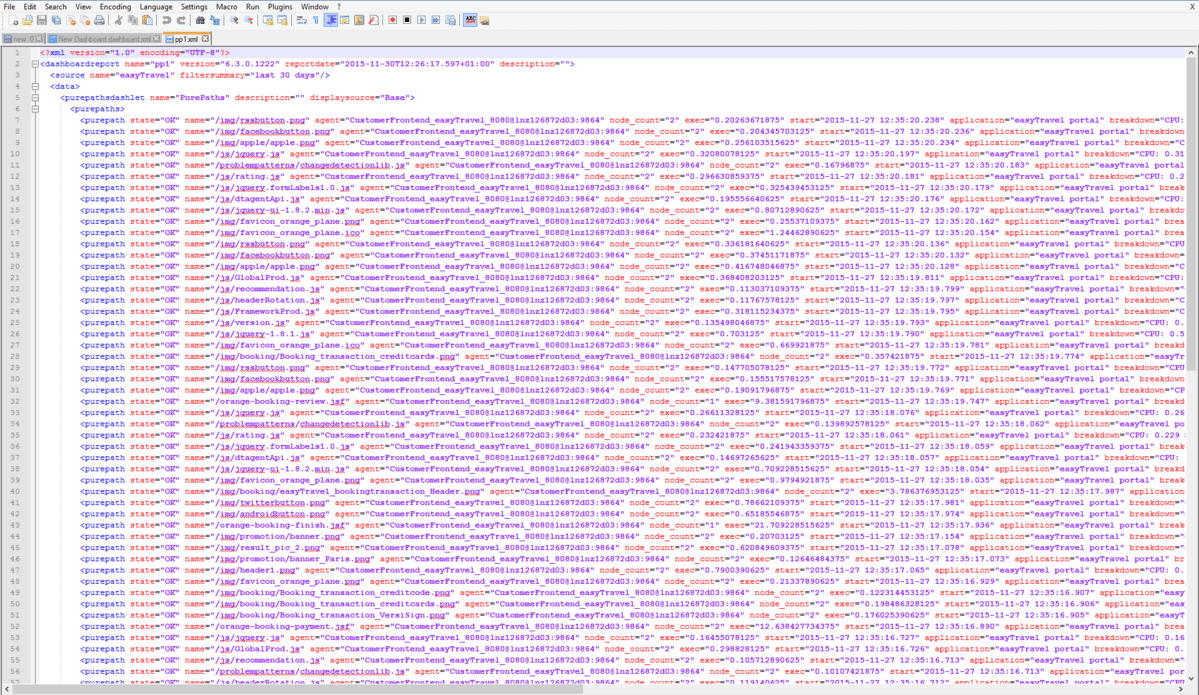 File Edit Search View Encoding Language Settings Macro Run Plugins Window ?
X
new 0 New Dashboard.dashboard.xml pp1.xml
1 <?xml version="1.0" encoding="UTF-8"?>
2 <dashboardreport name="pp1" version="6.3.0.1222" reportdate="2015-11-30T12:26:17.597+01:00" description="">
3 <source name="easyTravel" filtersummary="last 30 days"/>
4 <data>
5 <purepathsdashlet name="PurePaths" description="" displaysource="Base">
6 <purepaths>
7 <purepath state="OK" name="/img/rssbutton.png" agent="CustomerFrontend_easyTravel_8080@lnz126872d03:9864" node_count="2" exec="0.20263671875" start="2015-11-27 12:35:20.238" application="easyTravel portal" breakdown="CPU:
8 <purepath state="OK" name="/img/facebookbutton.png" agent="CustomerFrontend_easyTravel_8080@lnz126872d03:9864" node_count="2" exec="0.204345703125" start="2015-11-27 12:35:20.236" application="easyTravel portal" breakdown=
9 <purepath state="OK" name="/img/apple/apple.png" agent="CustomerFrontend_easyTravel_8080@lnz126872d03:9864" node_count="2" exec="0.256103515625" start="2015-11-27 12:35:20.234" application="easyTravel portal" breakdown="C
10 <purepath state="OK" name="/js/jquery.js" agent="CustomerFrontend_easyTravel_8080@lnz126872d03:9864" node_count="2" exec="0.32080078125" start="2015-11-27 12:35:20.197" application="easyTravel portal" breakdown="CPU: 0.31
11 <purepath state="OK" name="/problempatterns/changedetectionlib.js" agent="CustomerFrontend_easyTravel_8080@lnz126872d03:9864" node_count="2" exec="0.16796875" start="2015-11-27 12:35:20.183" application="easyTravel portal
12 <purepath state="OK" name="/js/rating.js" agent="CustomerFrontend_easyTravel_8080@lnz126872d03:9864" node_count="2" exec="0.296630859375" start="2015-11-27 12:35:20.181" application="easyTravel portal" breakdown="CPU: 0.2
13 <purepath state="OK" name="/js/jquery.formLabels1.0.js" agent="CustomerFrontend_easyTravel_8080@lnz126872d03:9864" node_count="2" exec="0.325439453125" start="2015-11-27 12:35:20.179" application="easyTravel portal" break
14 <purepath state="OK" name="/js/dtagentApi.js" agent="CustomerFrontend_easyTravel_8080@lnz126872d03:9864" node_count="2" exec="0.195556640625" start="2015-11-27 12:35:20.176" application="easyTravel portal" breakdown="CPU:
15 <purepath state="OK" name="/js/jquery-ui-1.8.2.min.js" agent="CustomerFrontend_easyTravel_8080@lnz126872d03:9864" node_count="2" exec="0.80712890625" start="2015-11-27 12:35:20.172" application="easyTravel portal" breakdo
16 <purepath state="OK" name="/img/favicon_orange_plane.png" agent="CustomerFrontend_easyTravel_8080@lnz126872d03:9864" node_count="2" exec="0.25537109375" start="2015-11-27 12:35:20.162" application="easyTravel portal" brea
17 <purepath state="OK" name="/img/favicon_orange_plane.ico" agent="CustomerFrontend_easyTravel_8080@lnz126872d03:9864" node_count="2" exec="1.24462890625" start="2015-11-27 12:35:20.154" application="easyTravel portal" brea
18 <purepath state="OK" name="/img/rssbutton.png" agent="CustomerFrontend_easyTravel_8080@lnz126872d03:9864" node_count="2" exec="0.336181640625" start="2015-11-27 12:35:20.136" application="easyTravel portal" breakdown="CPU
19 <purepath state="OK" name="/img/facebookbutton.png" agent="CustomerFrontend_easyTravel_8080@lnz126872d03:9864" node_count="2" exec="0.37451171875" start="2015-11-27 12:35:20.132" application="easyTravel portal" breakdown="
20 <purepath state="OK" name="/img/apple/apple.png" agent="CustomerFrontend_easyTravel_8080@lnz126872d03:9864" node_count="2" exec="0.416748046875" start="2015-11-27 12:35:20.128" application="easyTravel portal" breakdown="C
21 <purepath state="OK" name="/js/GlobalProd.js" agent="CustomerFrontend_easyTravel_8080@lnz126872d03:9864" node_count="2" exec="0.368408203125" start="2015-11-27 12:35:19.811" application="easyTravel portal" breakdown="CPU:
22 <purepath state="OK" name="/js/recommendation.js" agent="CustomerFrontend_easyTravel_8080@lnz126872d03:9864" node_count="2" exec="0.113037109375" start="2015-11-27 12:35:19.799" application="easyTravel portal" breakdown="
23 <purepath state="OK" name="/js/headerRotation.js" agent="CustomerFrontend_easyTravel_8080@lnz126872d03:9864" node_count="2" exec="0.11767578125" start="2015-11-27 12:35:19.797" application="easyTravel portal" breakdown="C
24 <purepath state="OK" name="/js/FrameworkProd.js" agent="CustomerFrontend_easyTravel_8080@lnz126872d03:9864" node_count="2" exec="0.318115234375" start="2015-11-27 12:35:19.795" application="easyTravel portal" breakdown="C
25 <purepath state="OK" name="/js/version.js" agent="CustomerFrontend_easyTravel_8080@lnz126872d03:9864" node_count="2" exec="0.135498046875" start="2015-11-27 12:35:19.793" application="easyTravel portal" breakdown="CPU: 0.
26 <purepath state="OK" name="/js/jquery-1.8.1.js" agent="CustomerFrontend_easyTravel_8080@lnz126872d03:9864" node_count="2" exec="0.703125" start="2015-11-27 12:35:19.790" application="easyTravel portal" breakdown="CPU: 0.5
27 <purepath state="OK" name="/img/favicon_orange_plane.ico" agent="CustomerFrontend_easyTravel_8080@lnz126872d03:9864" node_count="2" exec="0.669921875" start="2015-11-27 12:35:19.781" application="easyTravel portal" breakd
28 <purepath state="OK" name="/img/booking/Booking_transaction_creditcards.png" agent="CustomerFrontend_easyTravel_8080@lnz126872d03:9864" node_count="2" exec="0.357421875" start="2015-11-27 12:35:19.774" application="easyTr
29 <purepath state="OK" name="/img/rssbutton.png" agent="CustomerFrontend_easyTravel_8080@lnz126872d03:9864" node_count="2" exec="0.147705078125" start="2015-11-27 12:35:19.772" application="easyTravel portal" breakdown="CPU
30 <purepath state="OK" name="/img/facebookbutton.png" agent="CustomerFrontend_easyTravel_8080@lnz126872d03:9864" node_count="2" exec="0.155517578125" start="2015-11-27 12:35:19.771" application="easyTravel portal" breakdown=
31 <purepath state="OK" name="/img/apple/apple.png" agent="CustomerFrontend_easyTravel_8080@lnz126872d03:9864" node_count="2" exec="0.19091796875" start="2015-11-27 12:35:19.769" application="easyTravel portal" breakdown="CP
32 <purepath state="OK" name="/orange-booking-review.jsf" agent="CustomerFrontend_easyTravel_8080@lnz126872d03:9864" node_count="1" exec="9.381591796875" start="2015-11-27 12:35:19.747" application="easyTravel portal" breakd
33 <purepath state="OK" name="/js/jquery.js" agent="CustomerFrontend_easyTravel_8080@lnz126872d03:9864" node_count="2" exec="0.26611328125" start="2015-11-27 12:35:18.076" application="easyTravel portal" breakdown="CPU: 0.26
34 <purepath state="OK" name="/problempatterns/changedetectionlib.js" agent="CustomerFrontend_easyTravel_8080@lnz126872d03:9864" node_count="2" exec="0.139892578125" start="2015-11-27 12:35:18.062" application="easyTravel por
35 <purepath state="OK" name="/js/rating.js" agent="CustomerFrontend_easyTravel_8080@lnz126872d03:9864" node_count="2" exec="0.232421875" start="2015-11-27 12:35:18.061" application="easyTravel portal" breakdown="CPU: 0.229
36 <purepath state="OK" name="/js/jquery.formLabels1.0.js" agent="CustomerFrontend_easyTravel_8080@lnz126872d03:9864" node_count="2" exec="0.241943359375" start="2015-11-27 12:35:18.059" application="easyTravel portal" break
37 <purepath state="OK" name="/js/dtagentApi.js" agent="CustomerFrontend_easyTravel_8080@lnz126872d03:9864" node_count="2" exec="0.14697265625" start="2015-11-27 12:35:18.057" application="easyTravel portal" breakdown="CPU:
38 <purepath state="OK" name="/js/jquery-ui-1.8.2.min.js" agent="CustomerFrontend_easyTravel_8080@lnz126872d03:9864" node_count="2" exec="0.709228515625" start="2015-11-27 12:35:18.054" application="easyTravel portal" breakd
39 <purepath state="OK" name="/img/favicon_orange_plane.png" agent="CustomerFrontend_easyTravel_8080@lnz126872d03:9864" node_count="2" exec="0.9794921875" start="2015-11-27 12:35:18.035" application="easyTravel portal" break
40 <purepath state="OK" name="/img/booking/easyTravel_bookingtransaction_Header.png" agent="CustomerFrontend_easyTravel_8080@lnz126872d03:9864" node_count="2" exec="3.78637653125" start="2015-11-27 12:35:17.987" application=
41 <purepath state="OK" name="/img/twitterbutton.png" agent="CustomerFrontend_easyTravel_8080@lnz126872d03:9864" node_count="2" exec="0.78662109375" start="2015-11-27 12:35:17.981" application="easyTravel portal" breakdown="
42 <purepath state="OK" name="/img/androidbutton.png" agent="CustomerFrontend_easyTravel_8080@lnz126872d03:9864" node_count="2" exec="0.65185546875" start="2015-11-27 12:35:17.974" application="easyTravel portal" breakdown="
43 <purepath state="OK" name="/orange-booking-finish.jsf" agent="CustomerFrontend_easyTravel_8080@lnz126872d03:9864" node_count="1" exec="21.709228515625" start="2015-11-27 12:35:17.936" application="easyTravel portal" break
44 <purepath state="OK" name="/img/promotion/banner.png" agent="CustomerFrontend_easyTravel_8080@lnz126872d03:9864" node_count="2" exec="0.20703125" start="2015-11-27 12:35:17.154" application="easyTravel portal" breakdown="
45 <purepath state="OK" name="/img/result_pic_2.png" agent="CustomerFrontend_easyTravel_8080@lnz126872d03:9864" node_count="2" exec="0.620849609375" start="2015-11-27 12:35:17.078" application="easyTravel portal" breakdown="
46 <purepath state="OK" name="/img/promotion/banner_Paris.png" agent="CustomerFrontend_easyTravel_8080@lnz126872d03:9864" node_count="2" exec="0.12646484375" start="2015-11-27 12:35:17.073" application="easyTravel portal" br
47 <purepath state="OK" name="/img/header1.png" agent="CustomerFrontend_easyTravel_8080@lnz126872d03:9864" node_count="2" exec="0.7900390625" start="2015-11-27 12:35:17.065" application="easyTravel portal" breakdown="CPU: 0.
48 <purepath state="OK" name="/img/favicon_orange_plane.png" agent="CustomerFrontend_easyTravel_8080@lnz126872d03:9864" node_count="2" exec="0.21337890625" start="2015-11-27 12:35:16.929" application="easyTravel portal" brea
49 <purepath state="OK" name="/img/booking/Booking_transaction_creditcode.png" agent="CustomerFrontend_easyTravel_8080@lnz126872d03:9864" node_count="2" exec="0.122314453125" start="2015-11-27 12:35:16.907" application="easy
50 <purepath state="OK" name="/img/booking/Booking_transaction_creditcards.png" agent="CustomerFrontend_easyTravel_8080@lnz126872d03:9864" node_count="2" exec="0.198486328125" start="2015-11-27 12:35:16.906" application="eas
51 <purepath state="OK" name="/img/booking/Booking_transaction_VersiSign.png" agent="CustomerFrontend_easyTravel_8080@lnz126872d03:9864" node_count="2" exec="0.176025390625" start="2015-11-27 12:35:16.905" application="easyT
52 <purepath state="OK" name="/orange-booking-payment.jsf" agent="CustomerFrontend_easyTravel_8080@lnz126872d03:9864" node_count="2" exec="12.638427734375" start="2015-11-27 12:35:16.890" application="easyTravel portal" brea
53 <purepath state="OK" name="/js/jquery.js" agent="CustomerFrontend_easyTravel_8080@lnz126872d03:9864" node_count="2" exec="0.16455078125" start="2015-11-27 12:35:16.727" application="easyTravel portal" breakdown="CPU: 0.16
54 <purepath state="OK" name="/js/GlobalProd.js" agent="CustomerFrontend_easyTravel_8080@lnz126872d03:9864" node_count="2" exec="0.298828125" start="2015-11-27 12:35:16.726" application="easyTravel portal" breakdown="CPU: 0.
55 <purepath state="OK" name="/js/recommendation.js" agent="CustomerFrontend_easyTravel_8080@lnz126872d03:9864" node_count="2" exec="0.105712890625" start="2015-11-27 12:35:16.713" application="easyTravel portal" breakdown="
56 <purepath state="OK" name="/problempatterns/changedetectionlib.js" agent="CustomerFrontend_easyTravel_8080@lnz126872d03:9864" node_count="2" exec="0.10107421875" start="2015-11-27 12:35:16.713" application="easyTravel por
57 <purepath state="OK" name="/js/headerRotation.js" agent="CustomerFrontend_easyTravel_8080@lnz126872d03:9864" node_count="2" exec="0.119140625" start="2015-11-27 12:35:16.712" application="easyTravel portal" breakdown="CPU